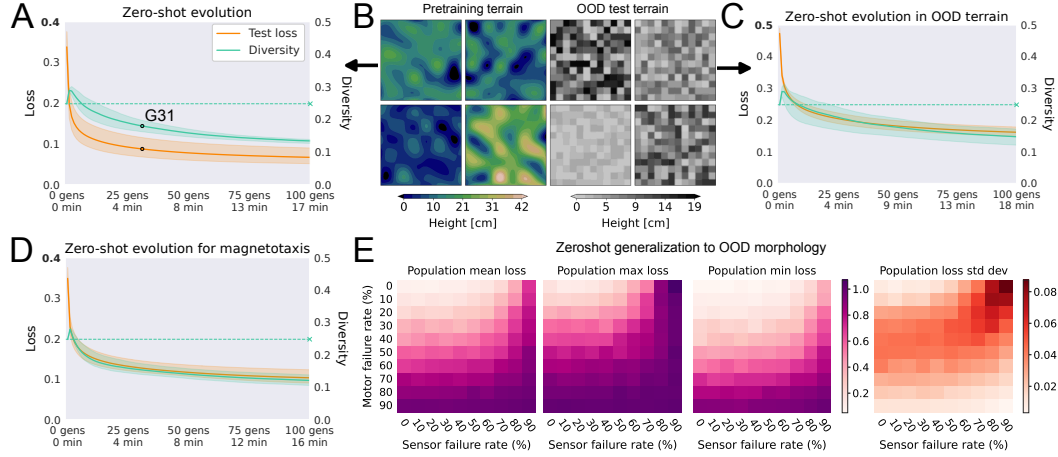 A
Zero-shot evolution
Test loss
Diversity
G31
Loss
Diversity
0.4
0.3
0.2
0.1
0.0
0.5
0.4
0.3
0.2
0.1
0.0
0 gens 25 gens 50 gens 75 gens 100 gens
0 min 4 min 8 min 13 min 17 min
B
Pretraining terrain OOD test terrain
0 10 21 31 42 0 5 9 14 19
Height [cm] Height [cm]
C
Zero-shot evolution in OOD terrain
Loss
Diversity
0.5
0.4
0.3
0.2
0.1
0.0
0.5
0.4
0.3
0.2
0.1
0.0
0 gens 25 gens 50 gens 75 gens 100 gens
0 min 4 min 9 min 13 min 18 min
D
Zero-shot evolution for magnetotaxis
Loss
Diversity
0.4
0.3
0.2
0.1
0.0
0.5
0.4
0.3
0.2
0.1
0.0
0 gens 25 gens 50 gens 75 gens 100 gens
0 min 4 min 8 min 12 min 16 min
E
Zeroshot generalization to OOD morphology
Population mean loss Population max loss Population min loss Population loss std dev
Motor failure rate (%)
0
10
20
30
40
50
60
70
80
90
1.0
0.8
0.6
0.4
0.2
0.08
0.06
0.04
0.02
0 10 20 30 40 50 60 70 80 90 0 10 20 30 40 50 60 70 80 90 0 10 20 30 40 50 60 70 80 90 0 10 20 30 40 50 60 70 80 90
Sensor failure rate (%) Sensor failure rate (%) Sensor failure rate (%) Sensor failure rate (%)